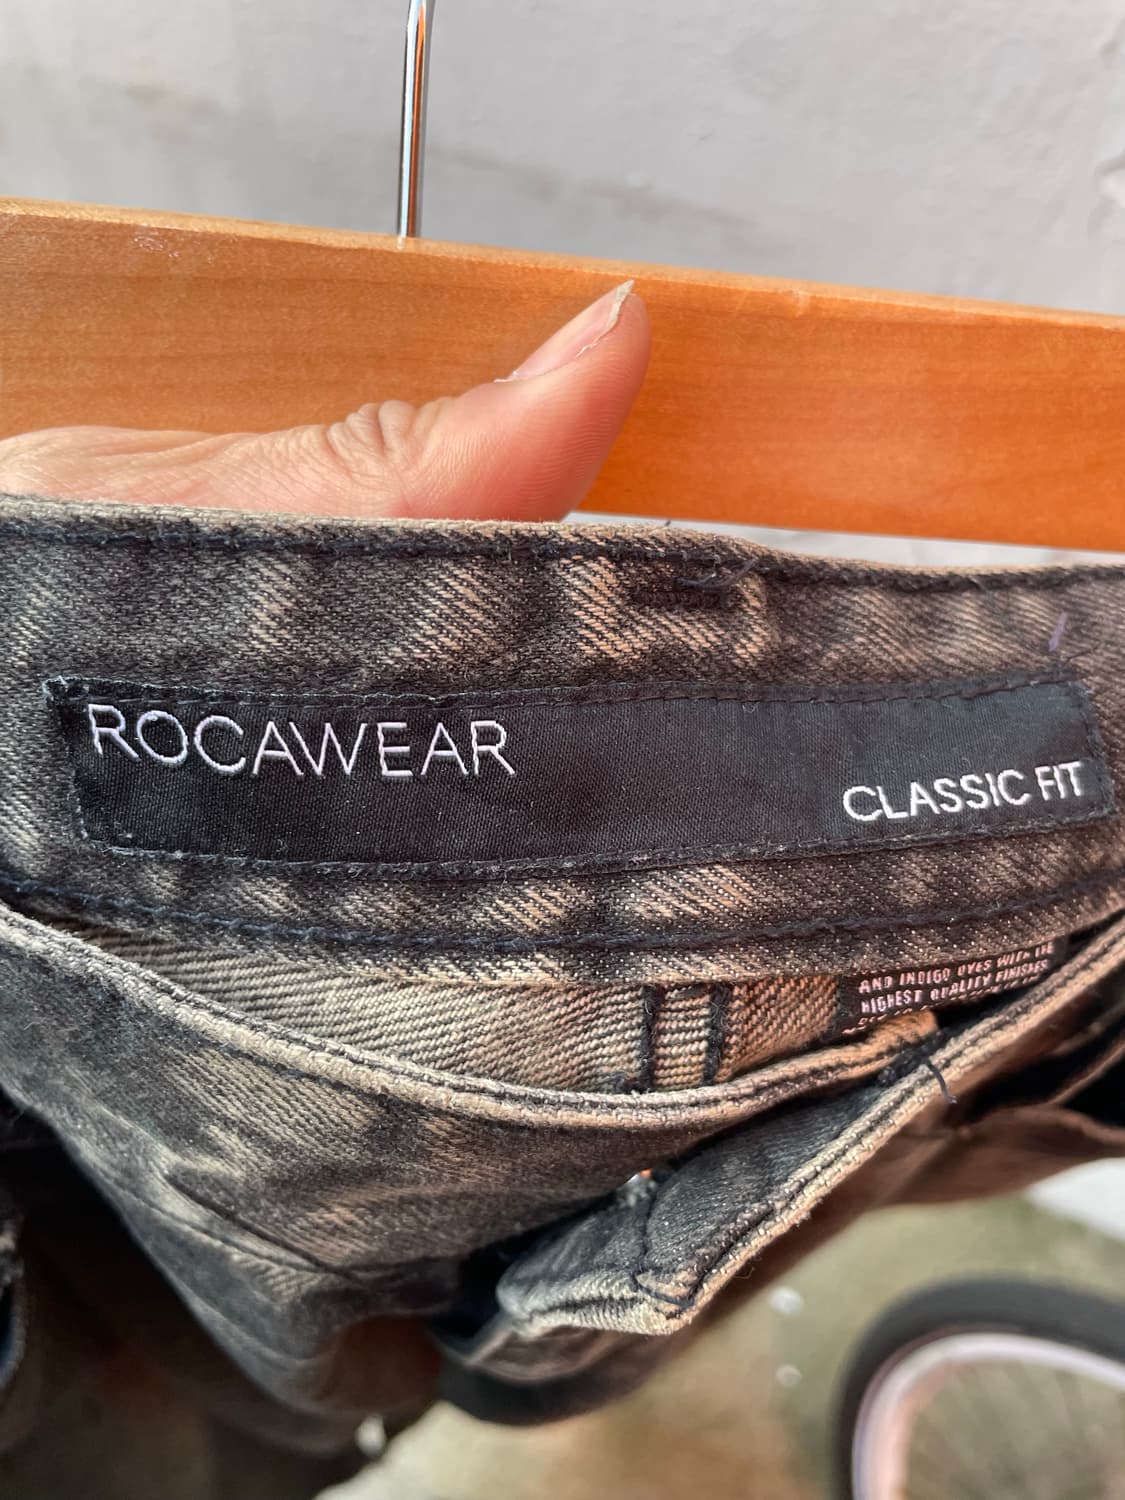 ROCAWEAR
CLASSIC FIT
AND INDIGO DYES WITH THE
HIGHEST QUALITY FINISHES